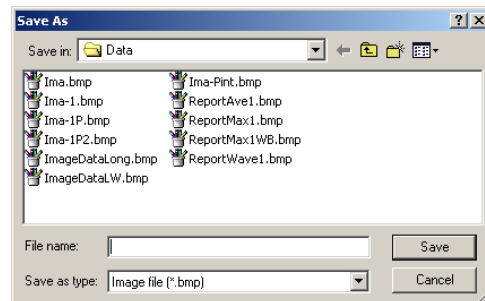 Save As
Save in: Data
Ima.bmp
Ima-1.bmp
Ima-1P.bmp
Ima-1P2.bmp
ImageDataLong.bmp
ImageDataLW.bmp
Ima-Pint.bmp
ReportAve1.bmp
ReportMax1.bmp
ReportMax1WB.bmp
ReportWave1.bmp
File name: Save
Save as type: Image file (*.bmp) Cancel